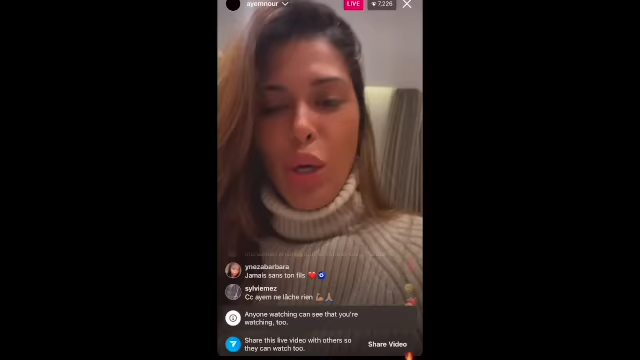 ayemnour
LIVE
7,226
ynezabarbara
Jamais sans ton fils ❤️🧿
sylviemez
Cc ayem ne lâche rien 💪🏽🙏🏽
Anyone watching can see that you're
watching, too.
Share this live video with others so
they can watch too.
Share Video